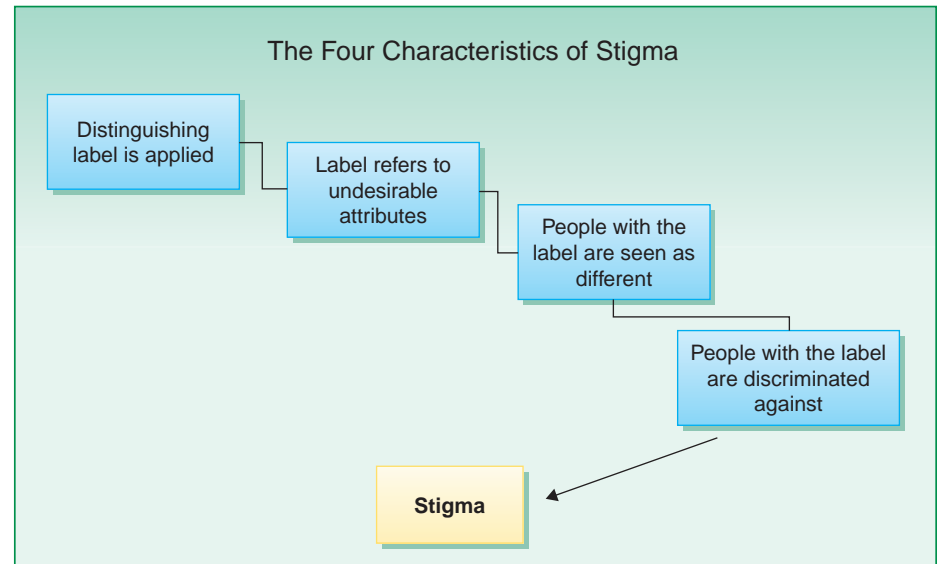 The Four Characteristics of Stigma
Distinguishing
label is applied
Label refers to
undesirable
attributes
People with the
label are seen as
different
People with the label
are discriminated
against
Stigma